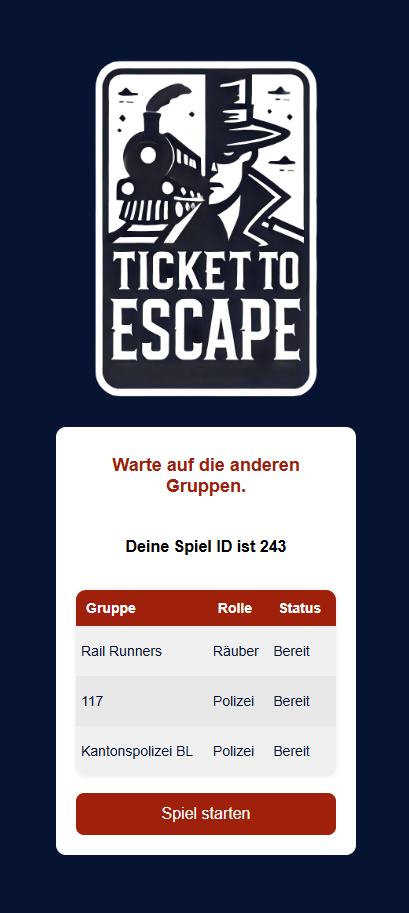 TICKET TO
ESCAPE
Warte auf die anderen
Gruppen.
Deine Spiel ID ist 243
Gruppe Rolle Status
Rail Runners Räuber Bereit
117 Polizei Bereit
Kantonspolizei BL Polizei Bereit
Spiel starten